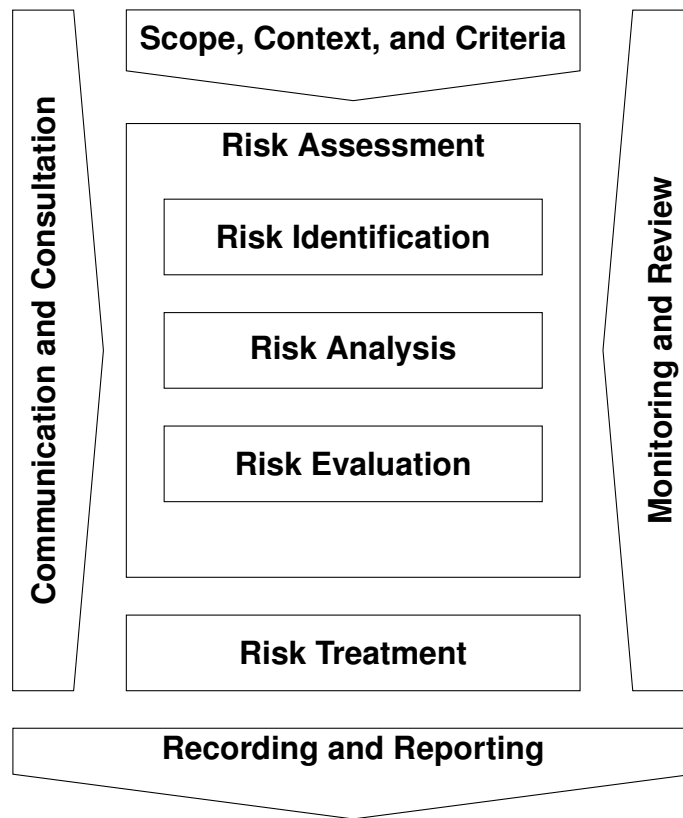 Scope, Context, and Criteria
Communication and Consultation
Risk Assessment
Risk Identification
Risk Analysis
Risk Evaluation
Monitoring and Review
Risk Treatment
Recording and Reporting